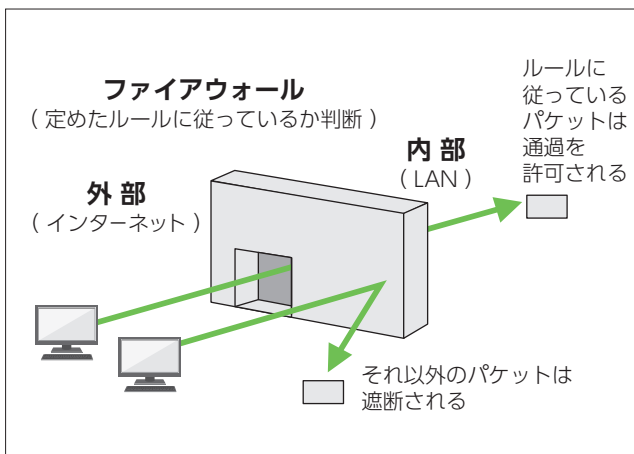 ファイアウォール
（ 定めたルールに従っているか判断 ）
外 部
（ インターネット ）
内 部
（ LAN ）
ルールに
従っている
パケットは
通過を
許可される
それ以外のパケットは
遮断される